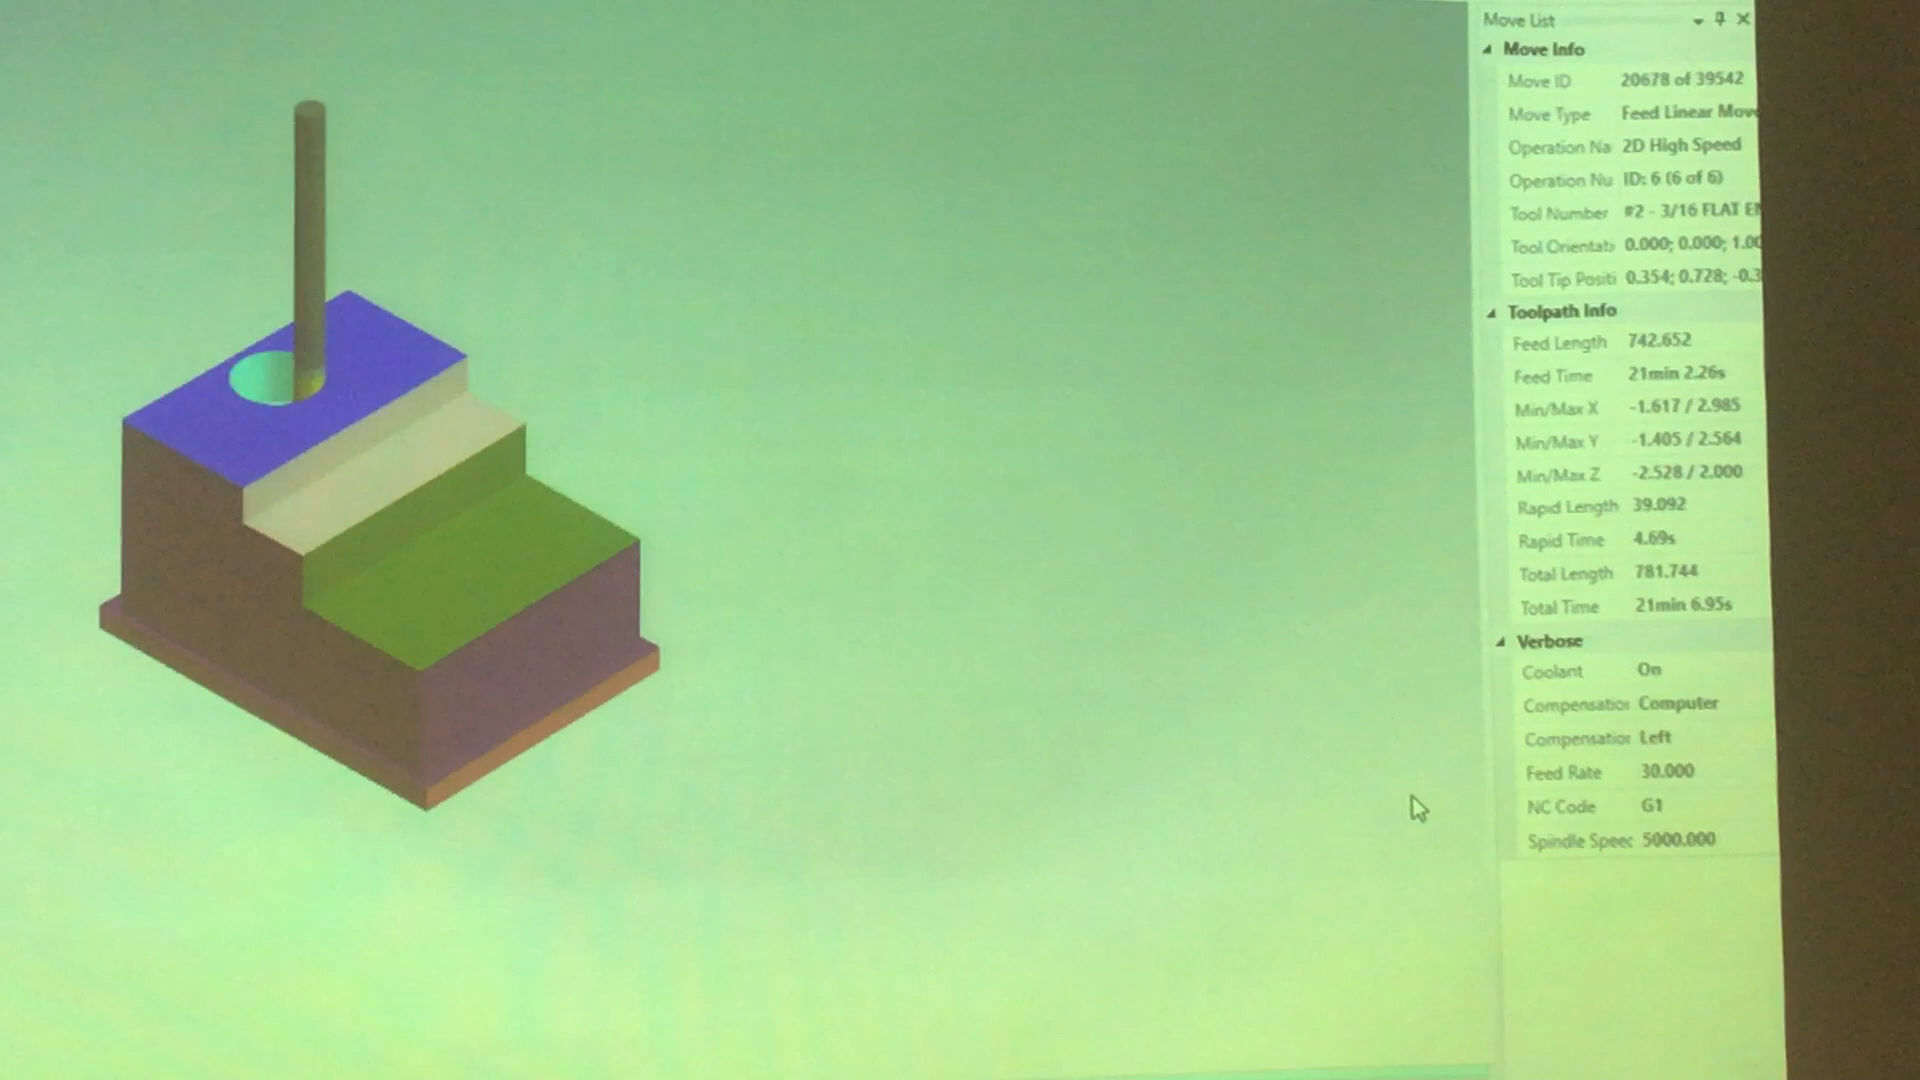 Move List
Move Info
Move ID 20678 of 39542
Move Type Feed Linear Move
Operation Na 2D High Speed
Operation Nu ID: 6 (6 of 6)
Tool Number #2 - 3/16 FLAT EN
Tool Orientati 0.000; 0.000; 1.00
Tool Tip Positi 0.354; 0.728; -0.3
Toolpath Info
Feed Length 742.652
Feed Time 21min 2.26s
Min/Max X -1.617 / 2.985
Min/Max Y -1.405 / 2.564
Min/Max Z -2.528 / 2.000
Rapid Length 39.092
Rapid Time 4.69s
Total Length 781.744
Total Time 21min 6.95s
Verbose
Coolant On
Compensation Computer
Compensation Left
Feed Rate 30.000
NC Code G1
Spindle Speec 5000.000